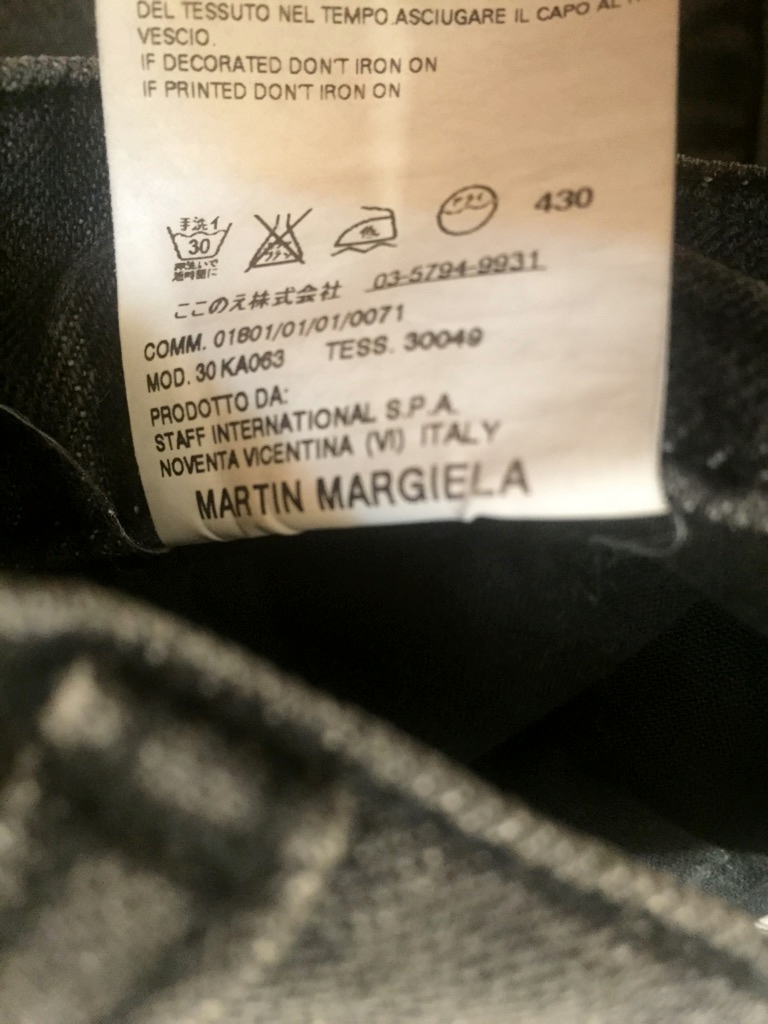 DEL TESSUTO NEL TEMPO.ASCIUGARE IL CAPO AL
VESCIO.
IF DECORATED DON'T IRON ON
IF PRINTED DON'T IRON ON
手洗イ
30
430
ここのえ株式会社 03-5794-9931
COMM. 01801/01/01/0071
MOD. 30 KA063 TESS. 30049
PRODOTTO DA:
STAFF INTERNATIONAL S.P.A.
NOVENTA VICENTINA (VI) ITALY
MARTIN MARGIELA